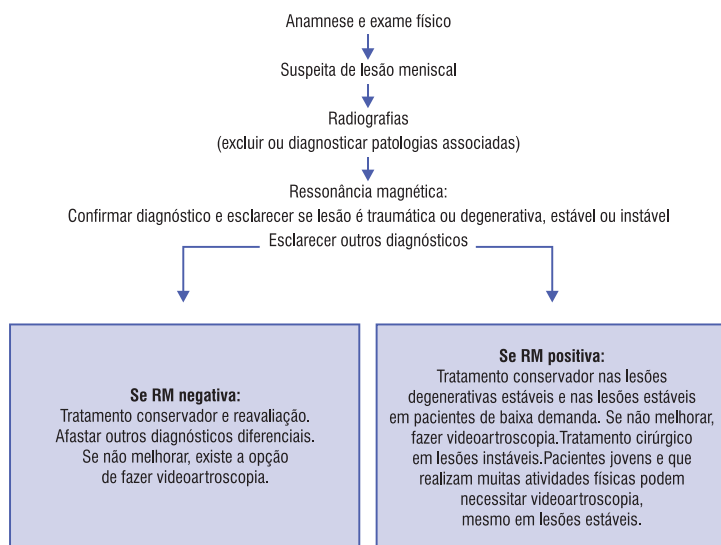 Anamnese e exame físico
Suspeita de lesão meniscal
Radiografias
(excluir ou diagnosticar patologias associadas)
Ressonância magnética:
Confirmar diagnóstico e esclarecer se lesão é traumática ou degenerativa, estável ou instável
Esclarecer outros diagnósticos
Se RM negativa:
Tratamento conservador e reavaliação.
Afastar outros diagnósticos diferenciais.
Se não melhorar, existe a opção
de fazer videoartroscopia.
Se RM positiva:
Tratamento conservador nas lesões
degenerativas estáveis e nas lesões estáveis
em pacientes de baixa demanda. Se não melhorar,
fazer videoartroscopia.Tratamento cirúrgico
em lesões instáveis.Pacientes jovens e que
realizam muitas atividades físicas podem
necessitar videoartroscopia,
mesmo em lesões estáveis.